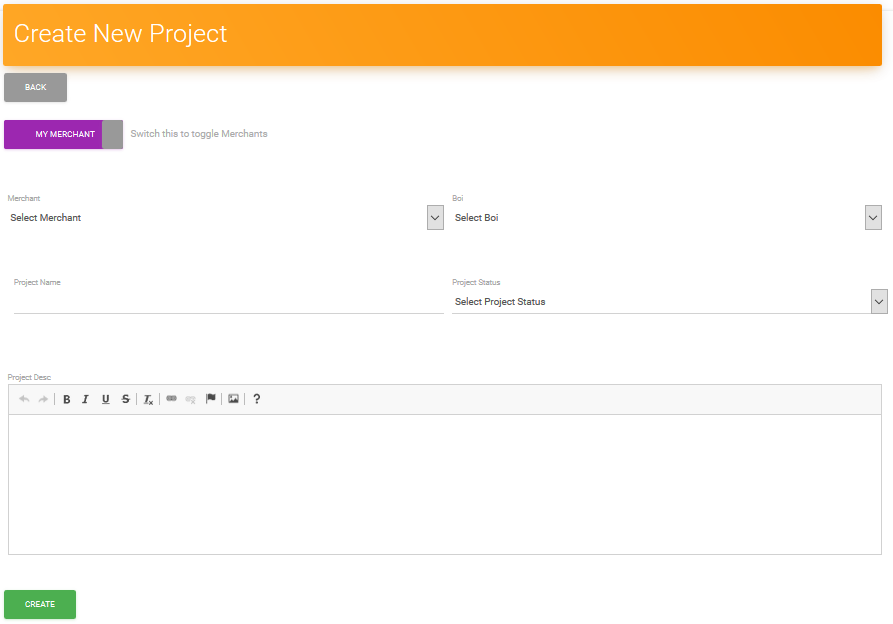 Create New Project
BACK
MY MERCHANT Switch this to toggle Merchants
Merchant Boi
Select Merchant Select Boi
Project Name Project Status
Select Project Status
Project Desc
B I U S Tx ?
CREATE